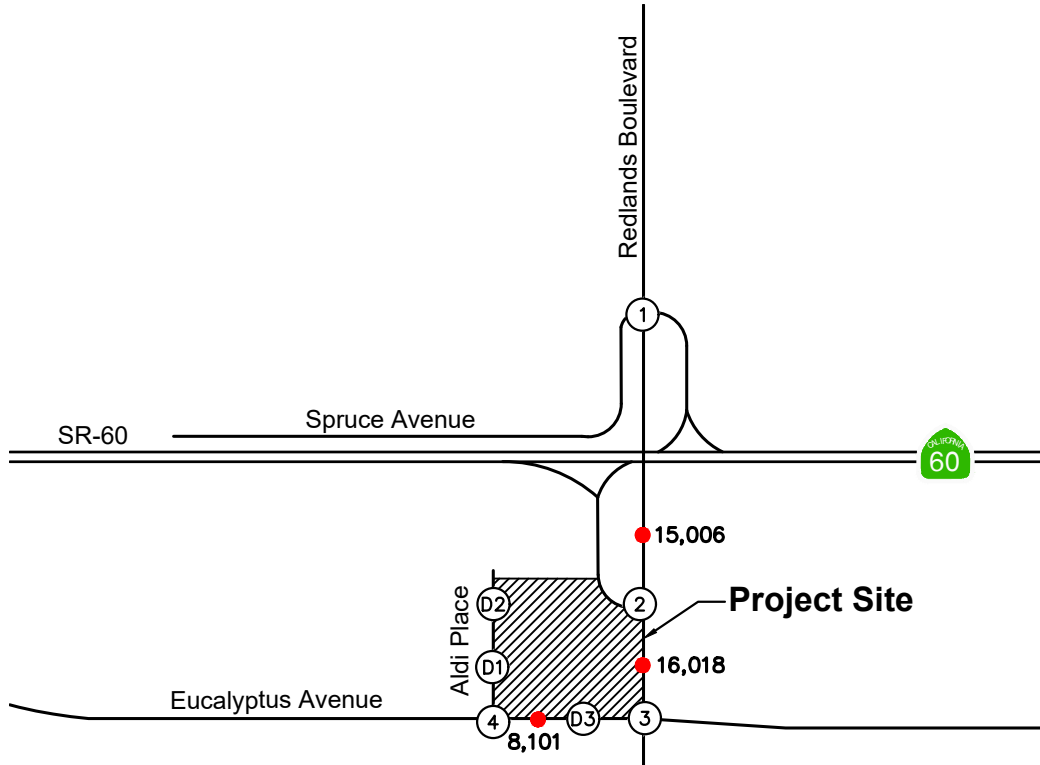 Redlands Boulevard
1
Spruce Avenue
SR-60
CALIFORNIA
60
15,006
Project Site
D2
2
Aldi Place
D1
16,018
Eucalyptus Avenue
4
D3
3
8,101